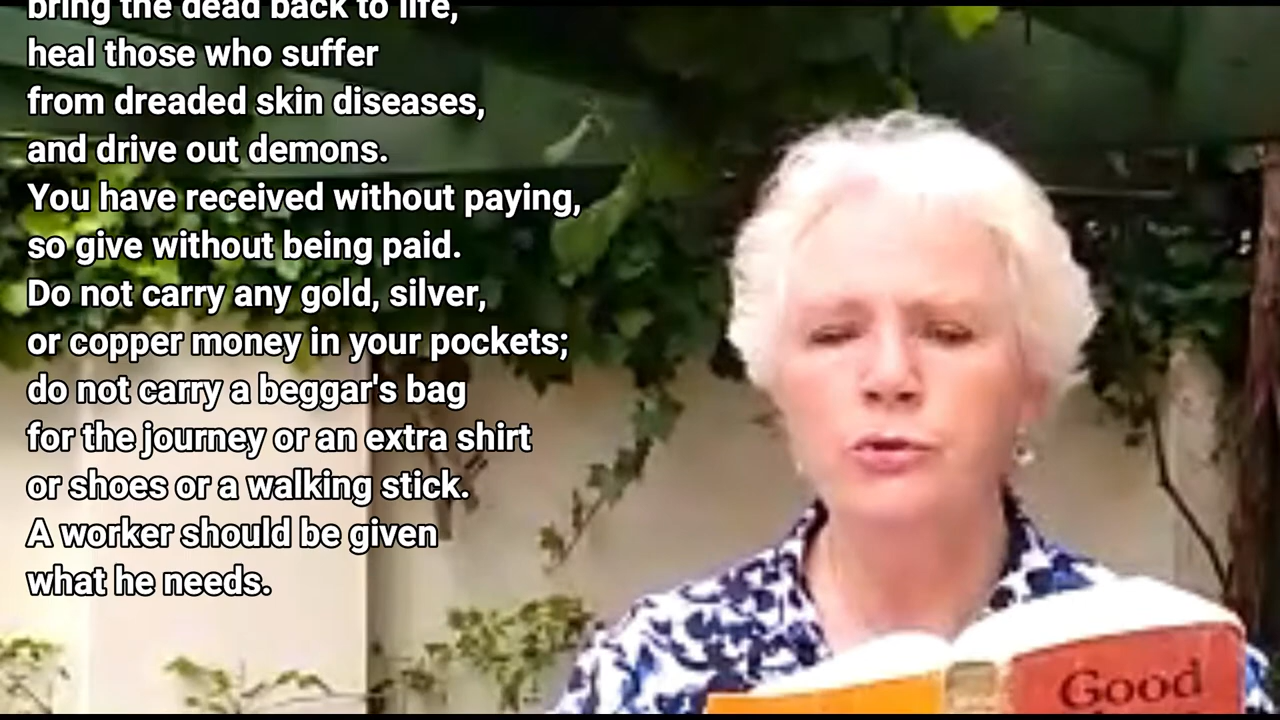 bring the dead back to life,
heal those who suffer
from dreaded skin diseases,
and drive out demons.
You have received without paying,
so give without being paid.
Do not carry any gold, silver,
or copper money in your pockets;
do not carry a beggar's bag
for the journey or an extra shirt
or shoes or a walking stick.
A worker should be given
what he needs.
Good